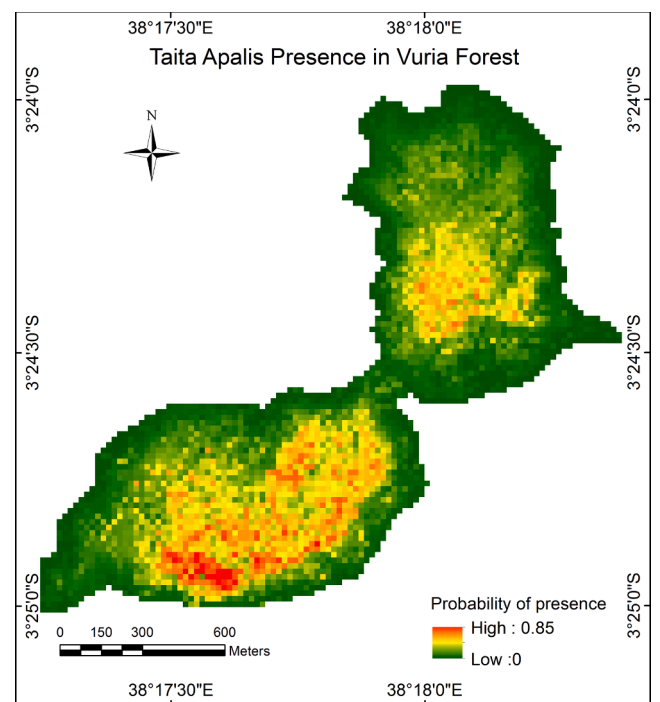 38°17'30"E 38°18'0"E
Taita Apalis Presence in Vuria Forest
3°24'0"S 3°24'0"S
N
3°24'30"S 3°24'30"S
3°25'0"S 3°25'0"S
Probability of presence
High : 0.85
Low :0
0 150 300 600
Meters
38°17'30"E 38°18'0"E